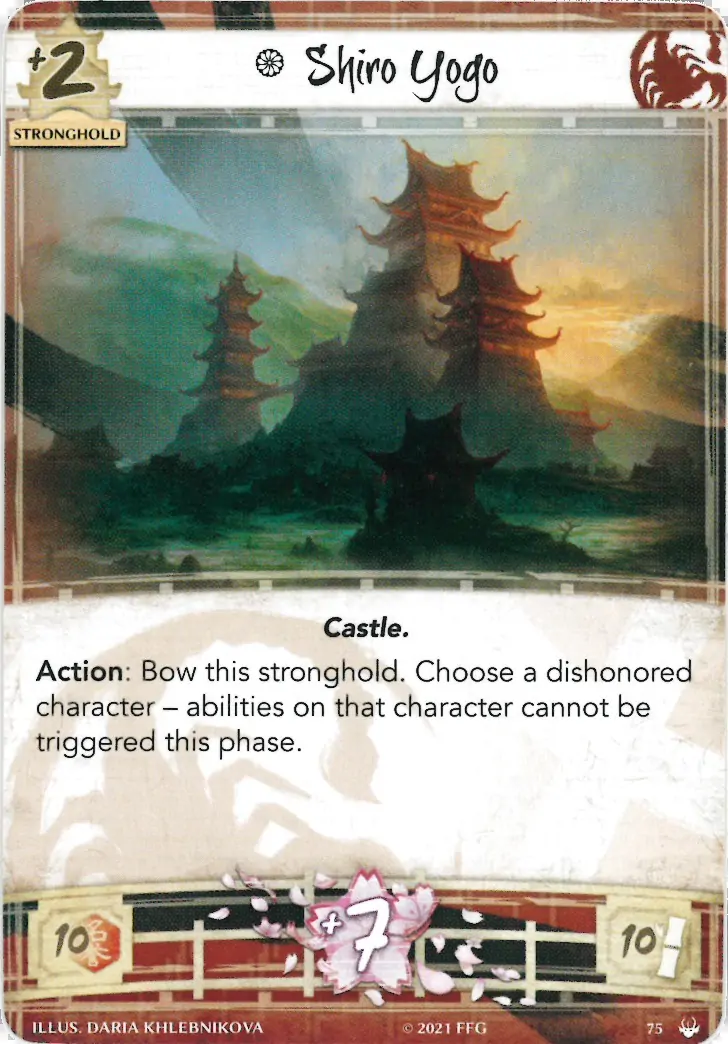 +2
Shiro Yogo
STRONGHOLD
Castle.
Action: Bow this stronghold. Choose a dishonored
character – abilities on that character cannot be
triggered this phase.
10
+7
10
ILLUS. DARIA KHLEBNIKOVA
© 2021 FFG
75